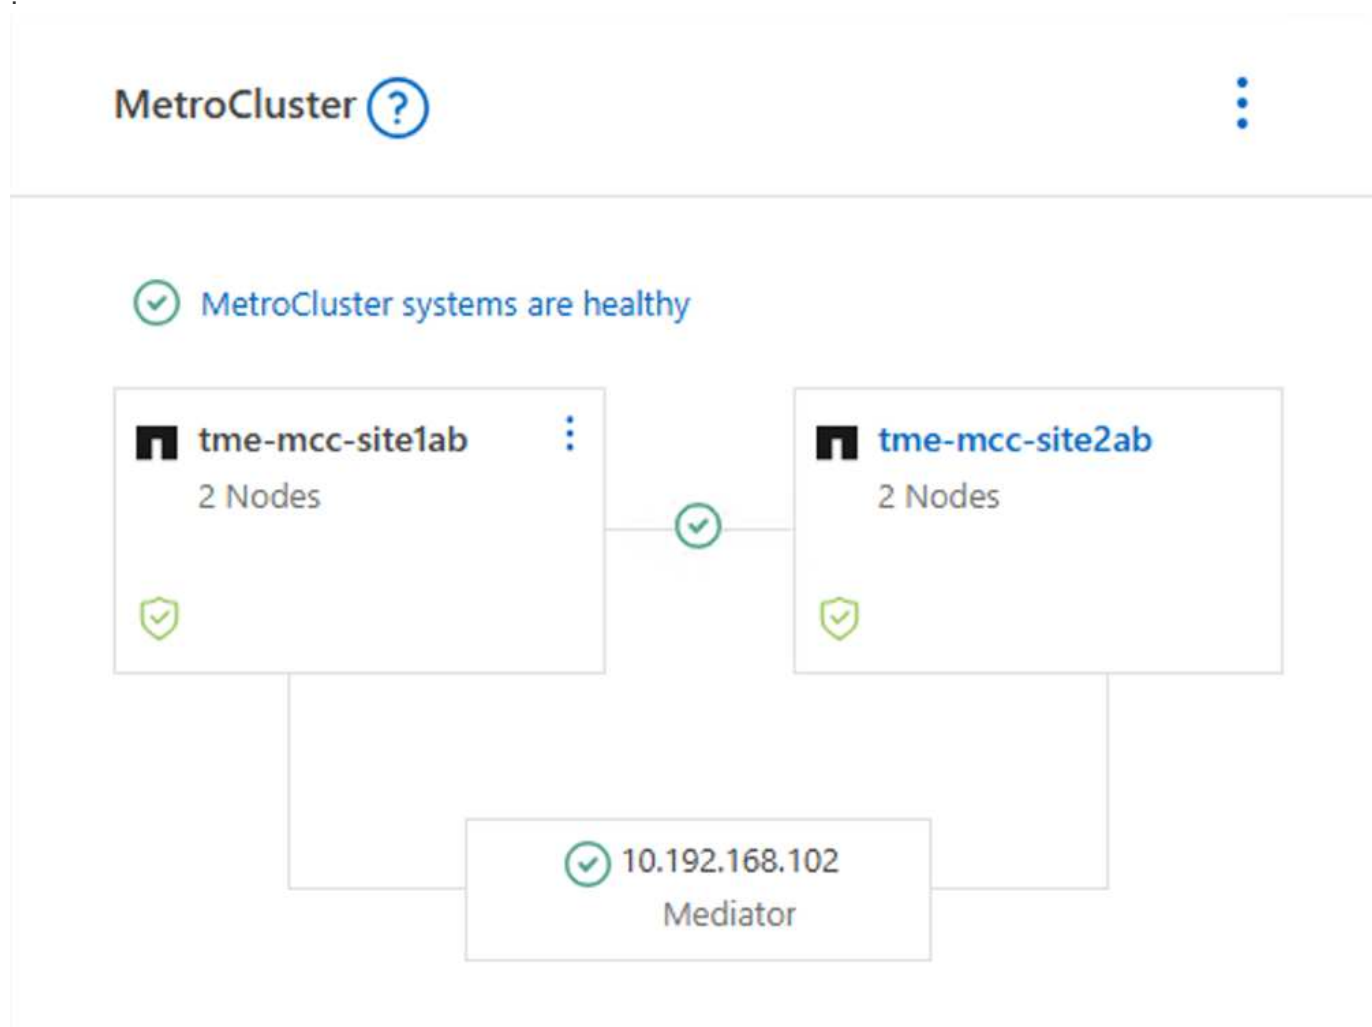 MetroCluster ?
MetroCluster systems are healthy
tme-mcc-site1ab
2 Nodes
tme-mcc-site2ab
2 Nodes
10.192.168.102
Mediator